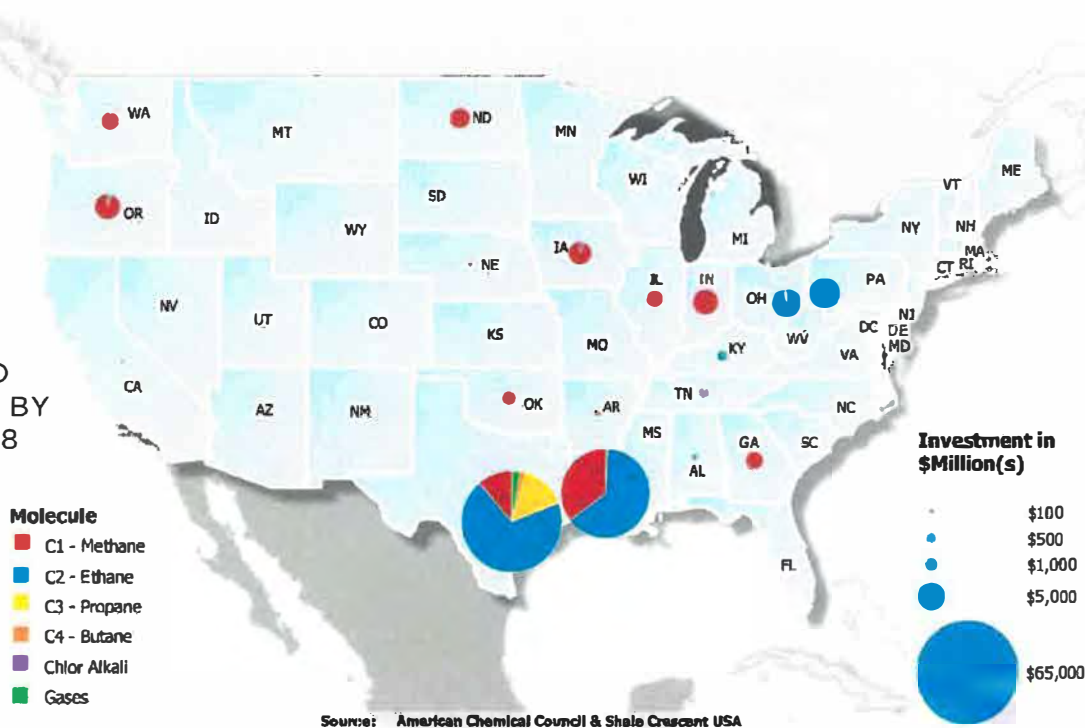 WA
MT
ND
MN
OR
ID
WY
SD
WI
MI
NY
VT
ME
NH
MA
CT RI
NE
IA
IL
IN
OH
PA
NJ
DC DE
MD
NV
UT
CO
KS
MO
KY
WV
VA
CA
AZ
NM
OK
AR
TN
NC
MS
AL
GA
SC
FL
BY
8
Molecule
C1 - Methane
C2 - Ethane
C3 - Propane
C4 - Butane
Chlor Alkali
Gases
Investment in
$Million(s)
$100
$500
$1,000
$5,000
$65,000
Source: American Chemical Council & Shale Crescent USA